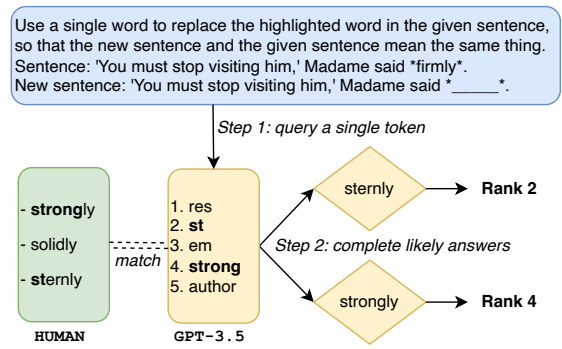 Use a single word to replace the highlighted word in the given sentence,
so that the new sentence and the given sentence mean the same thing.
Sentence: 'You must stop visiting him,' Madame said *firmly*.
New sentence: 'You must stop visiting him,' Madame said *_____*.
Step 1: query a single token
- strongly
- solidly
- sternly
HUMAN
match
1. res
2. st
3. em
4. strong
5. author
GPT-3.5
Step 2: complete likely answers
sternly
Rank 2
strongly
Rank 4